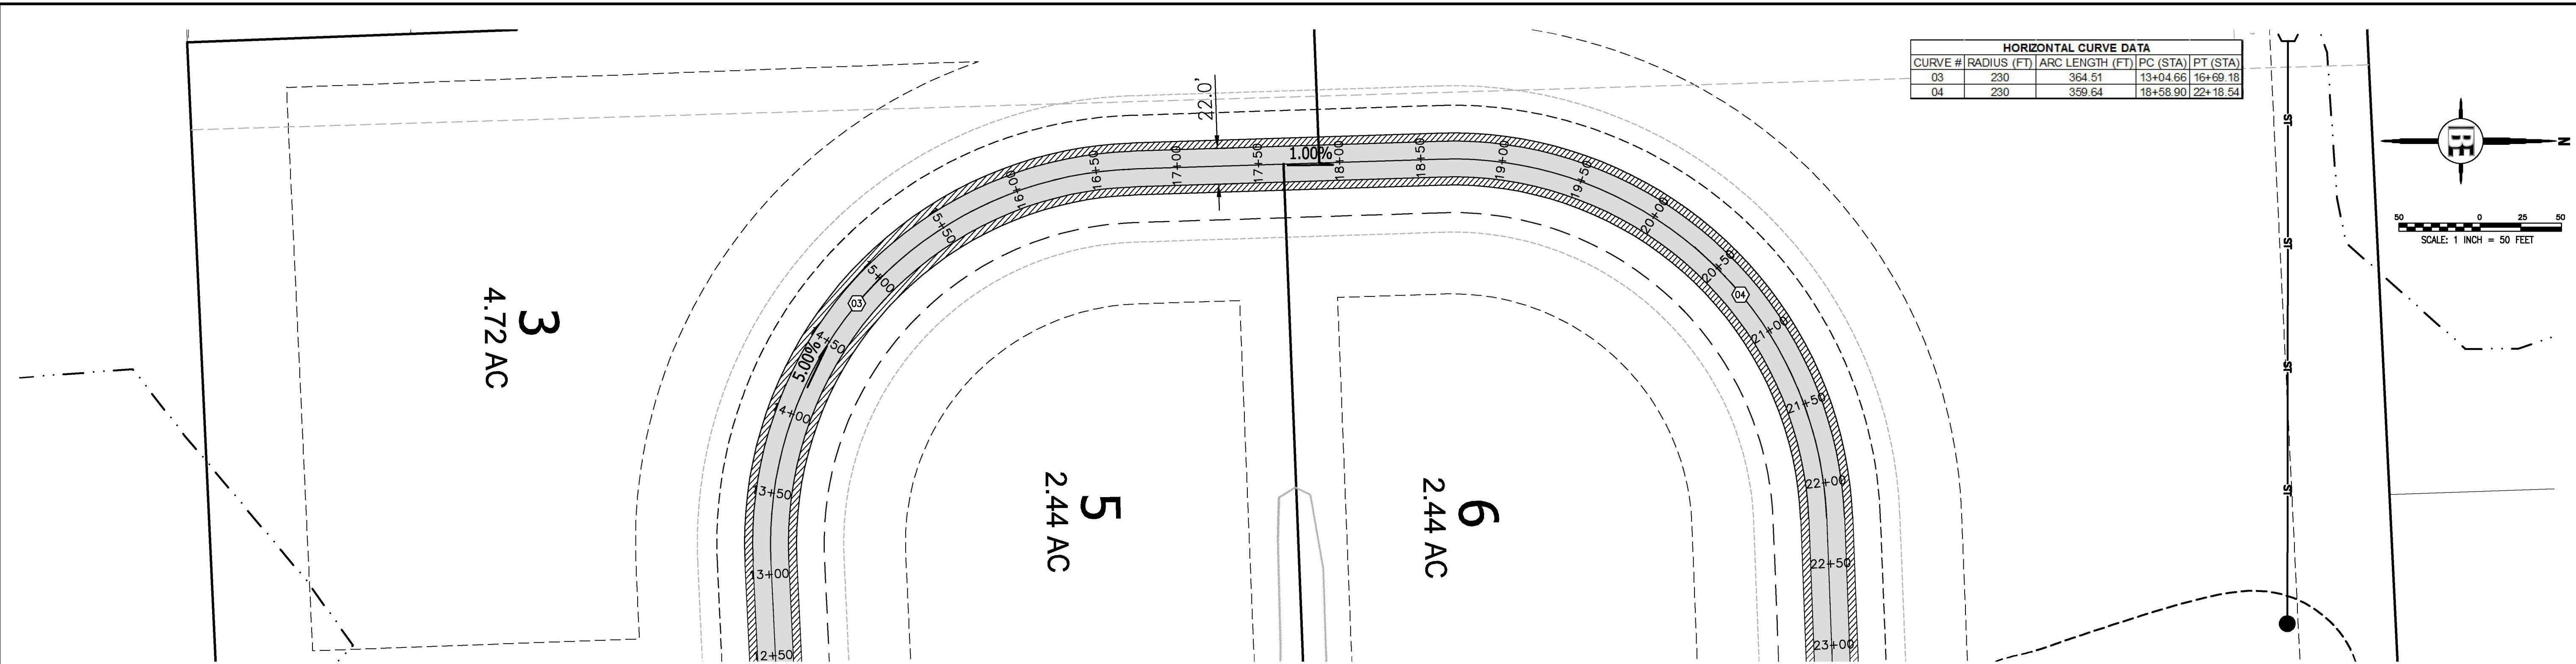 HORIZONTAL CURVE DATA
CURVE # RADIUS (FT) ARC LENGTH (FT) PC (STA) PT (STA)
03 230 364.51 13+04.66 16+69.18
04 230 359.64 18+58.90 22+18.54
N
50 0 25 50
SCALE: 1 INCH = 50 FEET
22.0'
12+50
13+00
13+50
14+00
5.00%
14+50
03
15+00
15+50
16+00
16+50
17+00
17+50
1.00%
18+00
18+50
19+00
19+50
20+00
20+50
04
21+00
21+50
22+00
22+50
23+00
3
4.72 AC
5
2.44 AC
6
2.44 AC
ST
ST
ST
ST